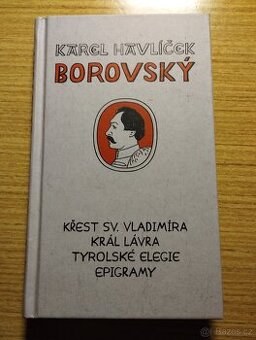 KAREL HAVLÍČEK
BOROVSKÝ
KŘEST SV. VLADIMÍRA
KRÁL LÁVRA
TYROLSKÉ ELEGIE
EPIGRAMY